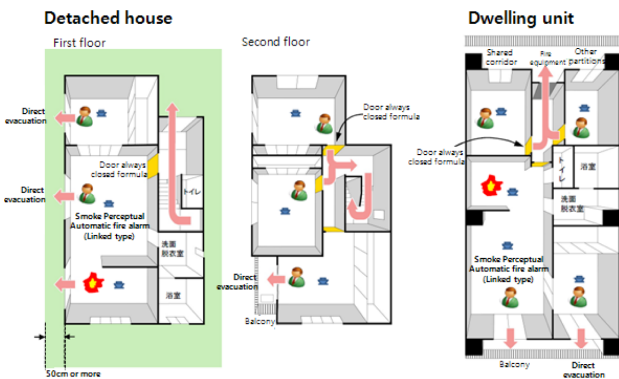 Detached house
First floor
Second floor
Dwelling unit
Direct
evacuation
Direct
evacuation
Door always
closed formula
トイレ
Smoke Perceptual
Automatic fire alarm
(Linked type)
洗面
脱衣室
浴室
50cm or more
Door always
closed formula
Direct
evacuation
Balcony
Shared
corridor
Fire
equipment
Other
partitions
Door always
closed formula
トイレ
浴室
洗面
脱衣室
Smoke Perceptual
Automatic fire alarm
(Linked type)
Balcony
Direct
evacuation